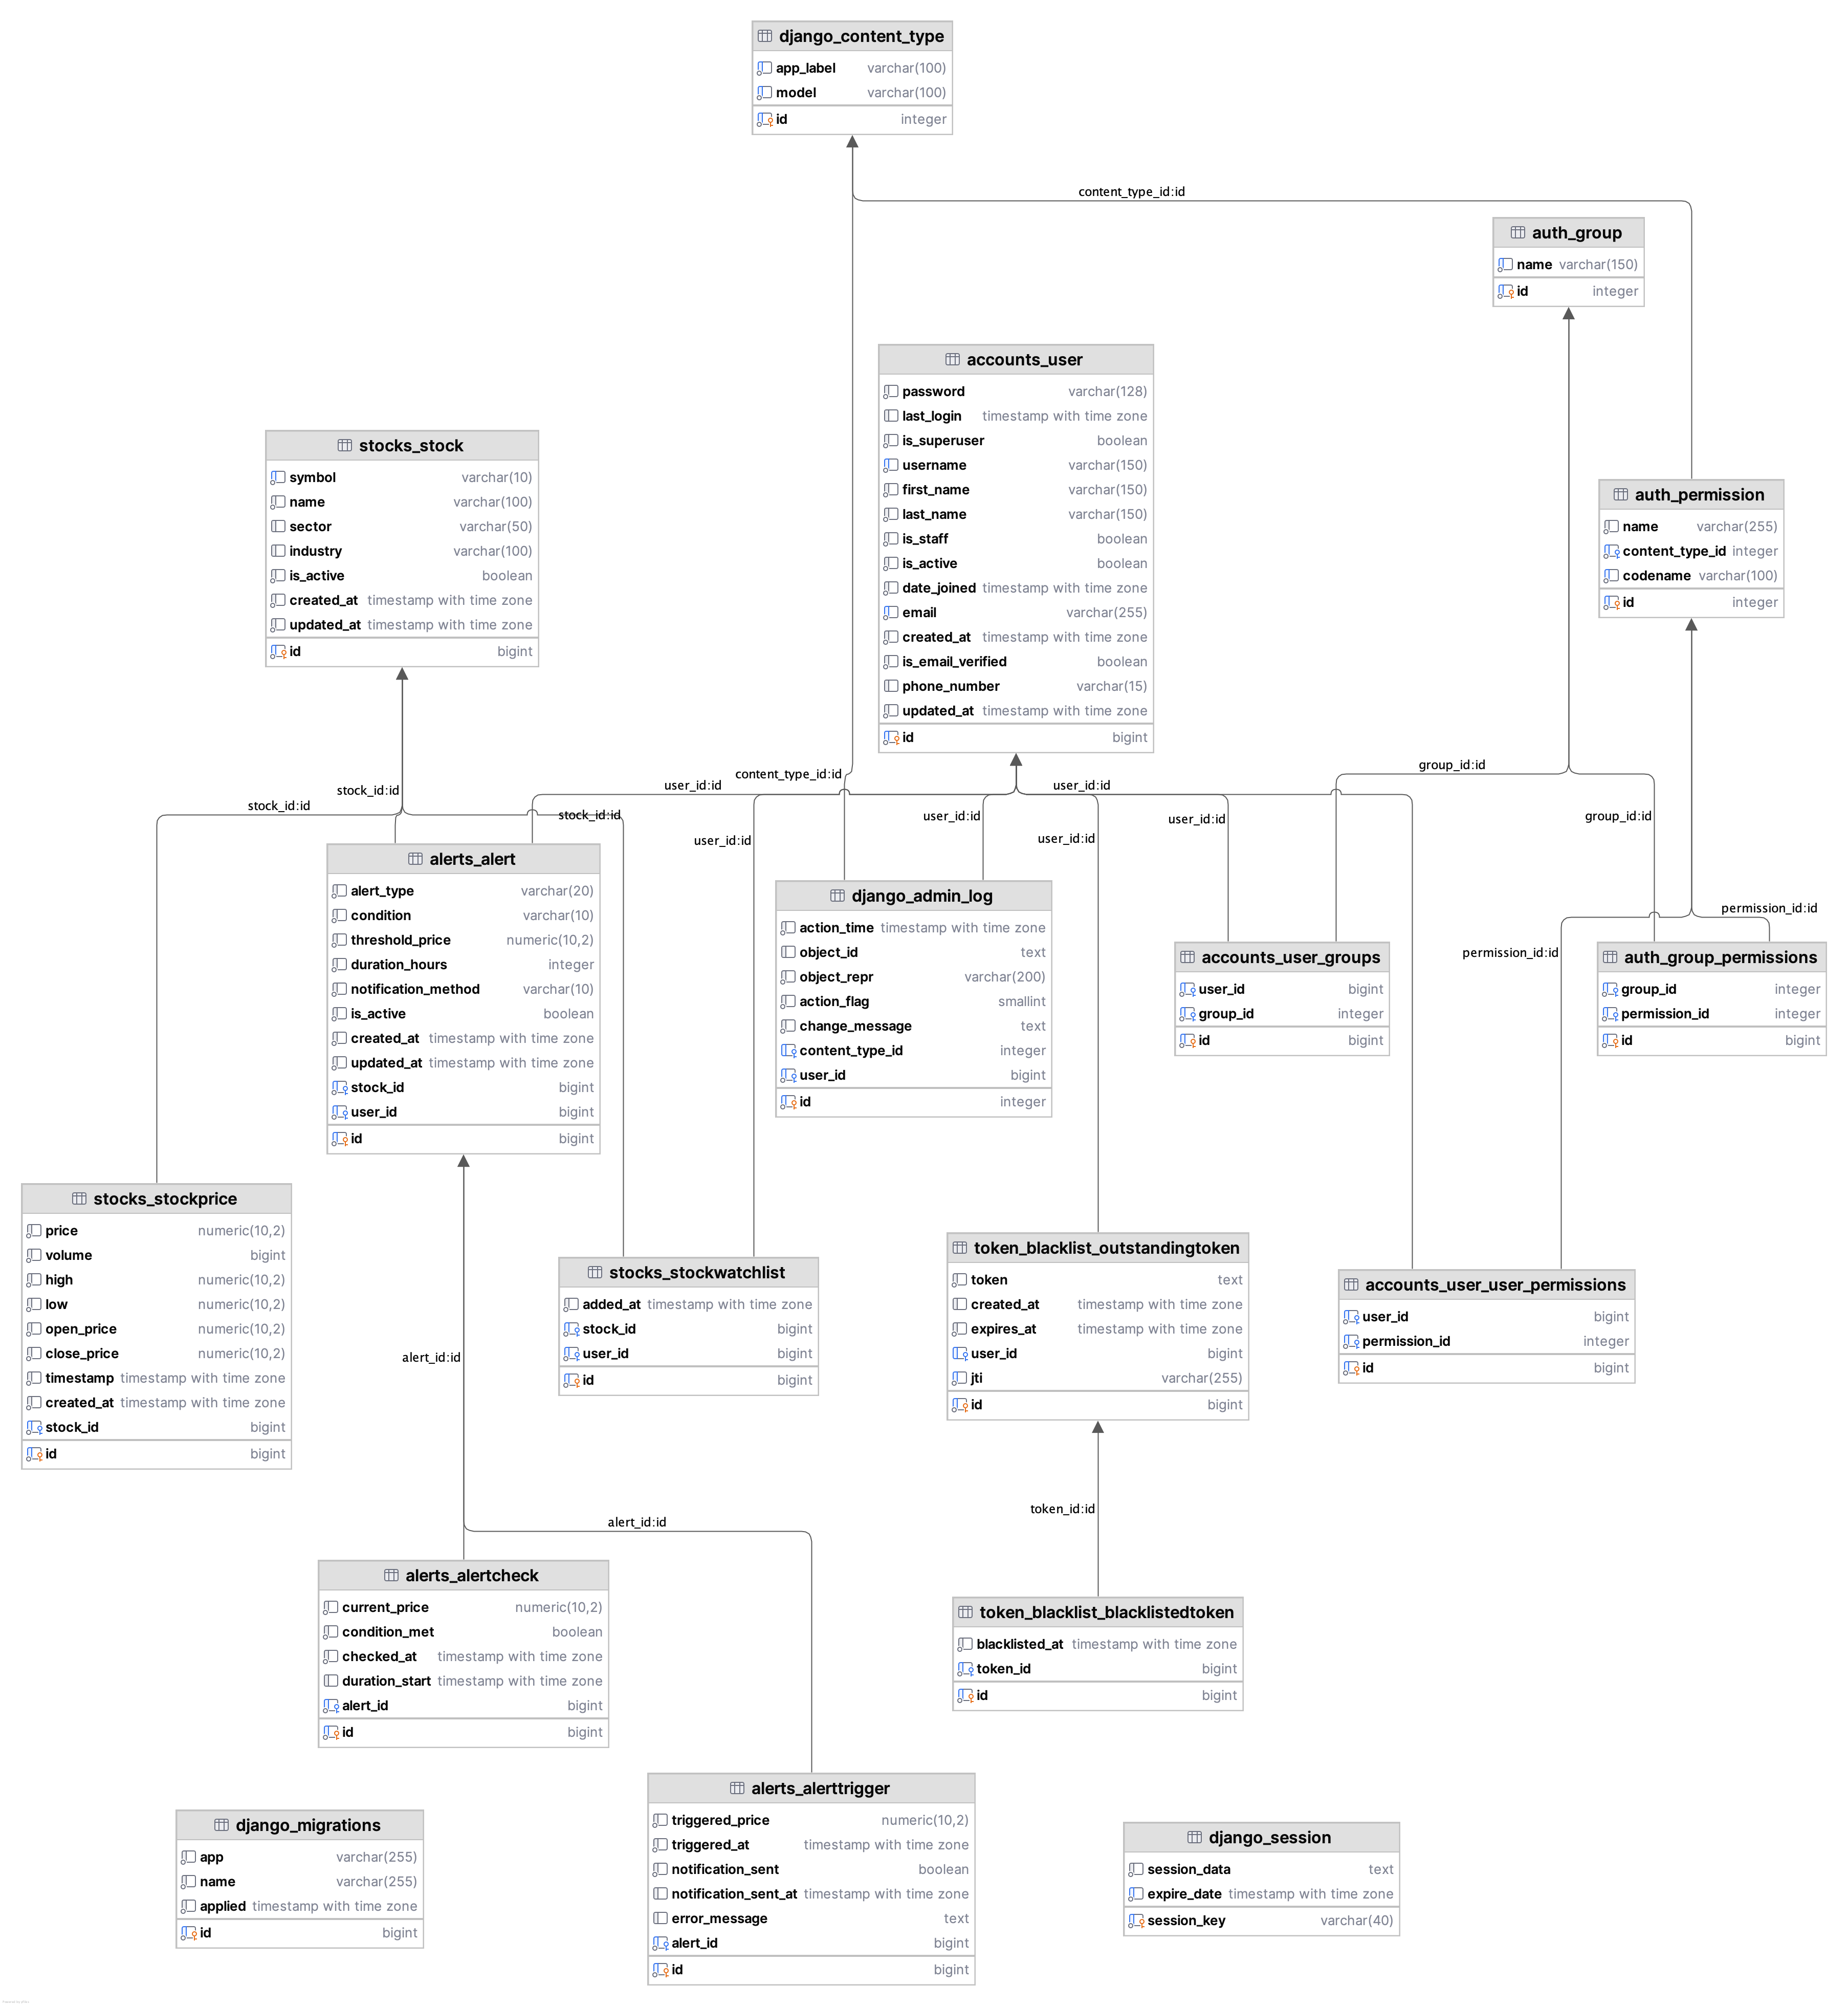 django_content_type
app_label varchar(100)
model varchar(100)
id integer
content_type_id:id
auth_group
name varchar(150)
id integer
accounts_user
password varchar(128)
last_login timestamp with time zone
is_superuser boolean
username varchar(150)
first_name varchar(150)
last_name varchar(150)
is_staff boolean
is_active boolean
date_joined timestamp with time zone
email varchar(255)
created_at timestamp with time zone
is_email_verified boolean
phone_number varchar(15)
updated_at timestamp with time zone
id bigint
stocks_stock
symbol varchar(10)
name varchar(100)
sector varchar(50)
industry varchar(100)
is_active boolean
created_at timestamp with time zone
updated_at timestamp with time zone
id bigint
auth_permission
name varchar(255)
content_type_id integer
codename varchar(100)
id integer
group_id:id
content_type_id:id
user_id:id
user_id:id
stock_id:id
stock_id:id
stock_id:id
user_id:id
user_id:id
group_id:id
user_id:id
user_id:id
permission_id:id
permission_id:id
alerts_alert
alert_type varchar(20)
condition varchar(10)
threshold_price numeric(10,2)
duration_hours integer
notification_method varchar(10)
is_active boolean
created_at timestamp with time zone
updated_at timestamp with time zone
stock_id bigint
user_id bigint
id bigint
django_admin_log
action_time timestamp with time zone
object_id text
object_repr varchar(200)
action_flag smallint
change_message text
content_type_id integer
user_id bigint
id integer
accounts_user_groups
user_id bigint
group_id integer
id bigint
auth_group_permissions
group_id integer
permission_id integer
id bigint
stocks_stockprice
price numeric(10,2)
volume bigint
high numeric(10,2)
low numeric(10,2)
open_price numeric(10,2)
close_price numeric(10,2)
timestamp timestamp with time zone
created_at timestamp with time zone
stock_id bigint
id bigint
stocks_stockwatchlist
added_at timestamp with time zone
stock_id bigint
user_id bigint
id bigint
token_blacklist_outstandingtoken
token text
created_at timestamp with time zone
expires_at timestamp with time zone
user_id bigint
jti varchar(255)
id bigint
accounts_user_user_permissions
user_id bigint
permission_id integer
id bigint
alert_id:id
token_id:id
alert_id:id
alerts_alertcheck
current_price numeric(10,2)
condition_met boolean
checked_at timestamp with time zone
duration_start timestamp with time zone
alert_id bigint
id bigint
token_blacklist_blacklistedtoken
blacklisted_at timestamp with time zone
token_id bigint
id bigint
alerts_alerttrigger
triggered_price numeric(10,2)
triggered_at timestamp with time zone
notification_sent boolean
notification_sent_at timestamp with time zone
error_message text
alert_id bigint
id bigint
django_migrations
app varchar(255)
name varchar(255)
applied timestamp with time zone
id bigint
django_session
session_data text
expire_date timestamp with time zone
session_key varchar(40)